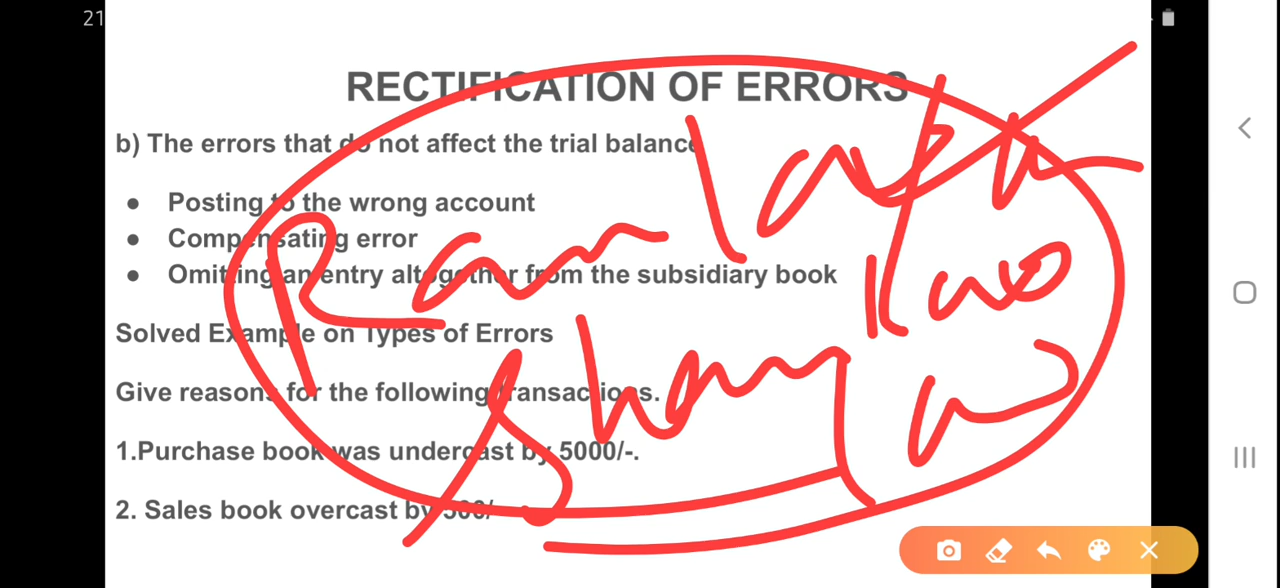 21
RECTIFICATION OF ERRORS
b) The errors that do not affect the trial balance
● Posting to the wrong account
● Compensating error
● Omitting an entry altogether from the subsidiary book
Solved Example on Types of Errors
Give reasons for the following transactions.
1.Purchase book was undercast by 5000/-.
2. Sales book overcast by 500/-
Ram